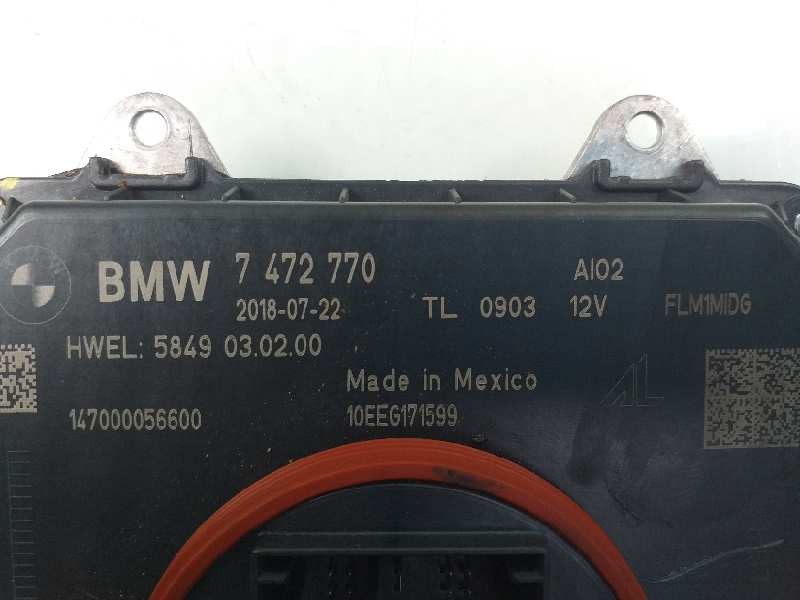 BMW 7 472 770 AI02
2018-07-22 TL 0903 12V FLM1MIDG
HWEL: 5849 03.02.00
Made in Mexico AL
147000056600 10EEG171599